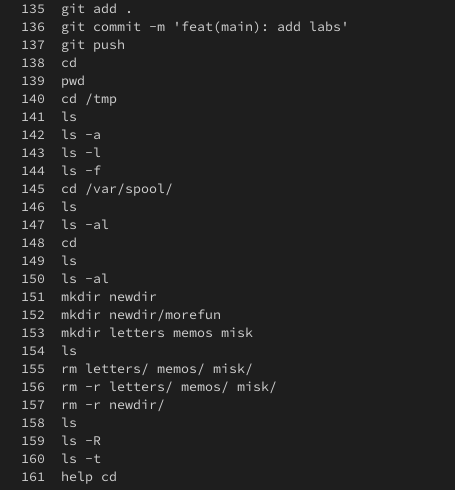 135 git add .
136 git commit -m 'feat(main): add labs'
137 git push
138 cd
139 pwd
140 cd /tmp
141 ls
142 ls -a
143 ls -l
144 ls -f
145 cd /var/spool/
146 ls
147 ls -al
148 cd
149 ls
150 ls -al
151 mkdir newdir
152 mkdir newdir/morefun
153 mkdir letters memos misk
154 ls
155 rm letters/ memos/ misk/
156 rm -r letters/ memos/ misk/
157 rm -r newdir/
158 ls
159 ls -R
160 ls -t
161 help cd